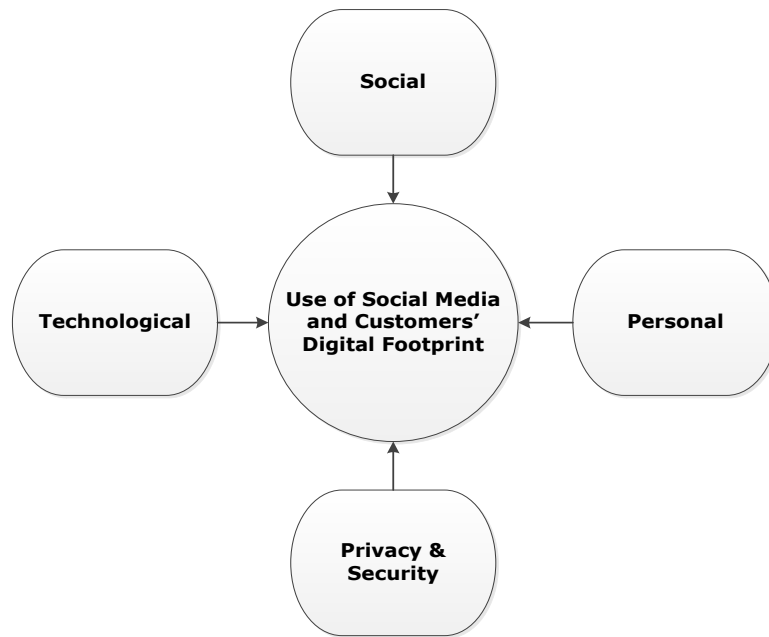 Social
Technological
Use of Social Media
and Customers’
Digital Footprint
Personal
Privacy &
Security